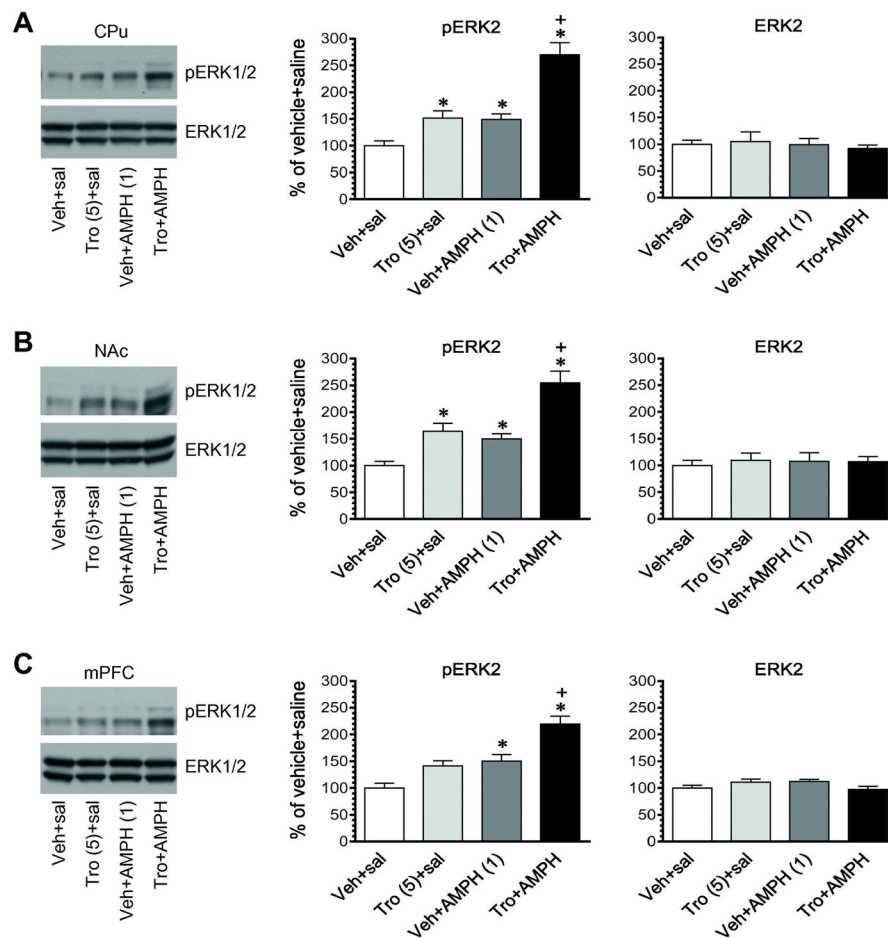 A
CPu
pERK1/2
ERK1/2
Veh+sal
Tro (5)+sal
Veh+AMPH (1)
Tro+AMPH
pERK2
% of vehicle+saline
300
250
200
150
100
50
0
*
*
+
*
Veh+sal
Tro (5)+sal
Veh+AMPH (1)
Tro+AMPH
ERK2
300
250
200
150
100
50
0
Veh+sal
Tro (5)+sal
Veh+AMPH (1)
Tro+AMPH
B
NAc
pERK1/2
ERK1/2
Veh+sal
Tro (5)+sal
Veh+AMPH (1)
Tro+AMPH
pERK2
% of vehicle+saline
300
250
200
150
100
50
0
*
*
+
*
Veh+sal
Tro (5)+sal
Veh+AMPH (1)
Tro+AMPH
ERK2
300
250
200
150
100
50
0
Veh+sal
Tro (5)+sal
Veh+AMPH (1)
Tro+AMPH
C
mPFC
pERK1/2
ERK1/2
Veh+sal
Tro (5)+sal
Veh+AMPH (1)
Tro+AMPH
pERK2
% of vehicle+saline
300
250
200
150
100
50
0
*
+
*
Veh+sal
Tro (5)+sal
Veh+AMPH (1)
Tro+AMPH
ERK2
300
250
200
150
100
50
0
Veh+sal
Tro (5)+sal
Veh+AMPH (1)
Tro+AMPH